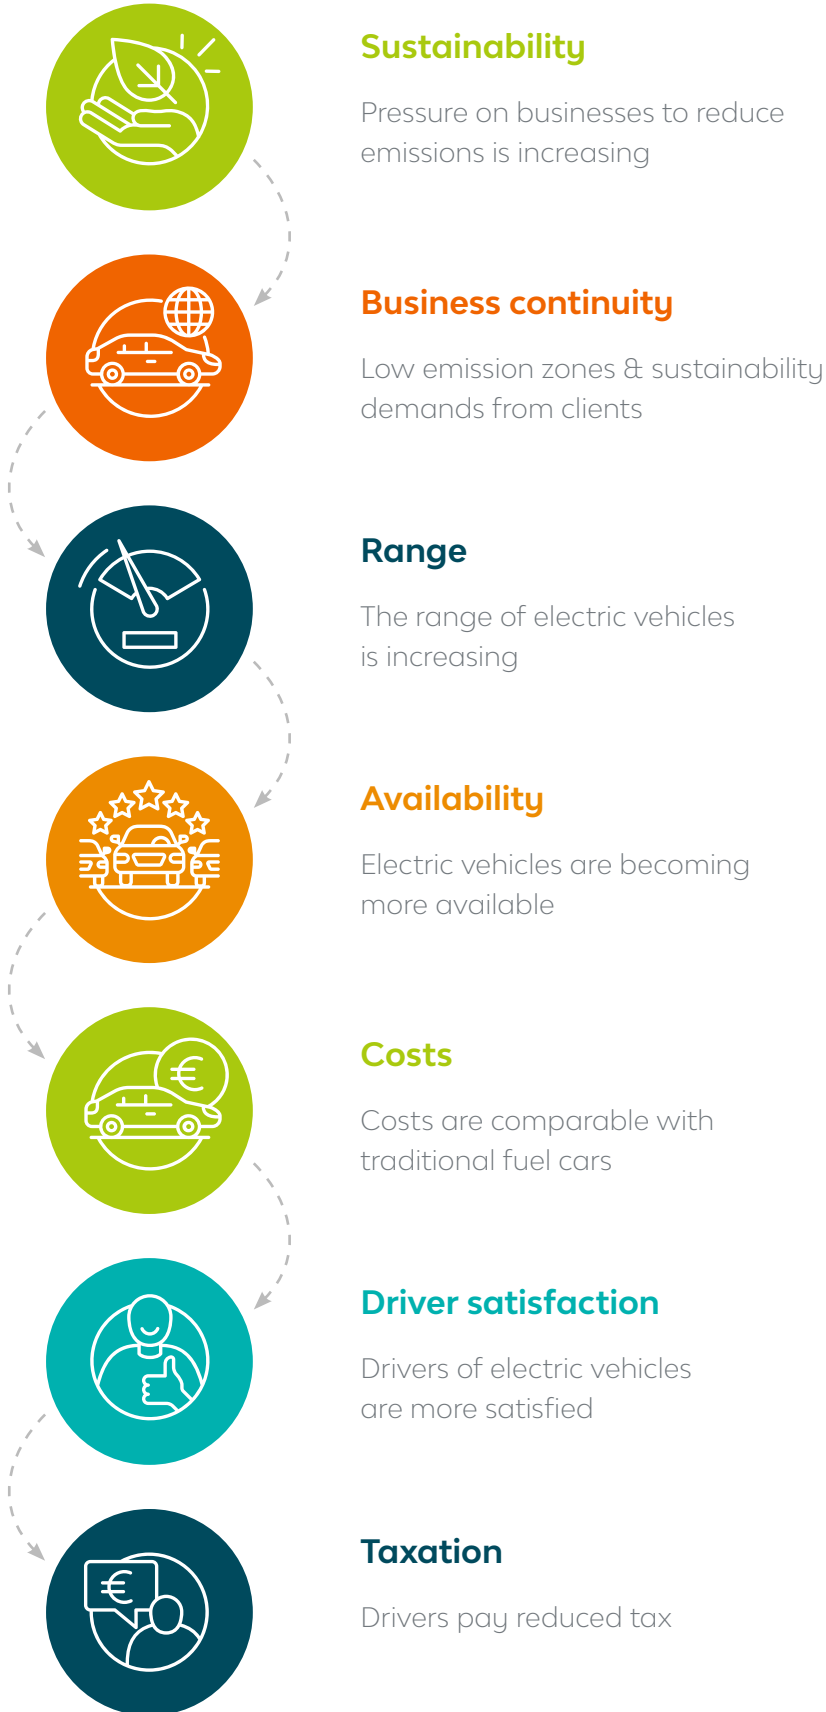 Sustainability
Pressure on businesses to reduce
emissions is increasing
Business continuity
Low emission zones & sustainability
demands from clients
Range
The range of electric vehicles
is increasing
Availability
Electric vehicles are becoming
more available
€
Costs
Costs are comparable with
traditional fuel cars
Driver satisfaction
Drivers of electric vehicles
are more satisfied
€
Taxation
Drivers pay reduced tax